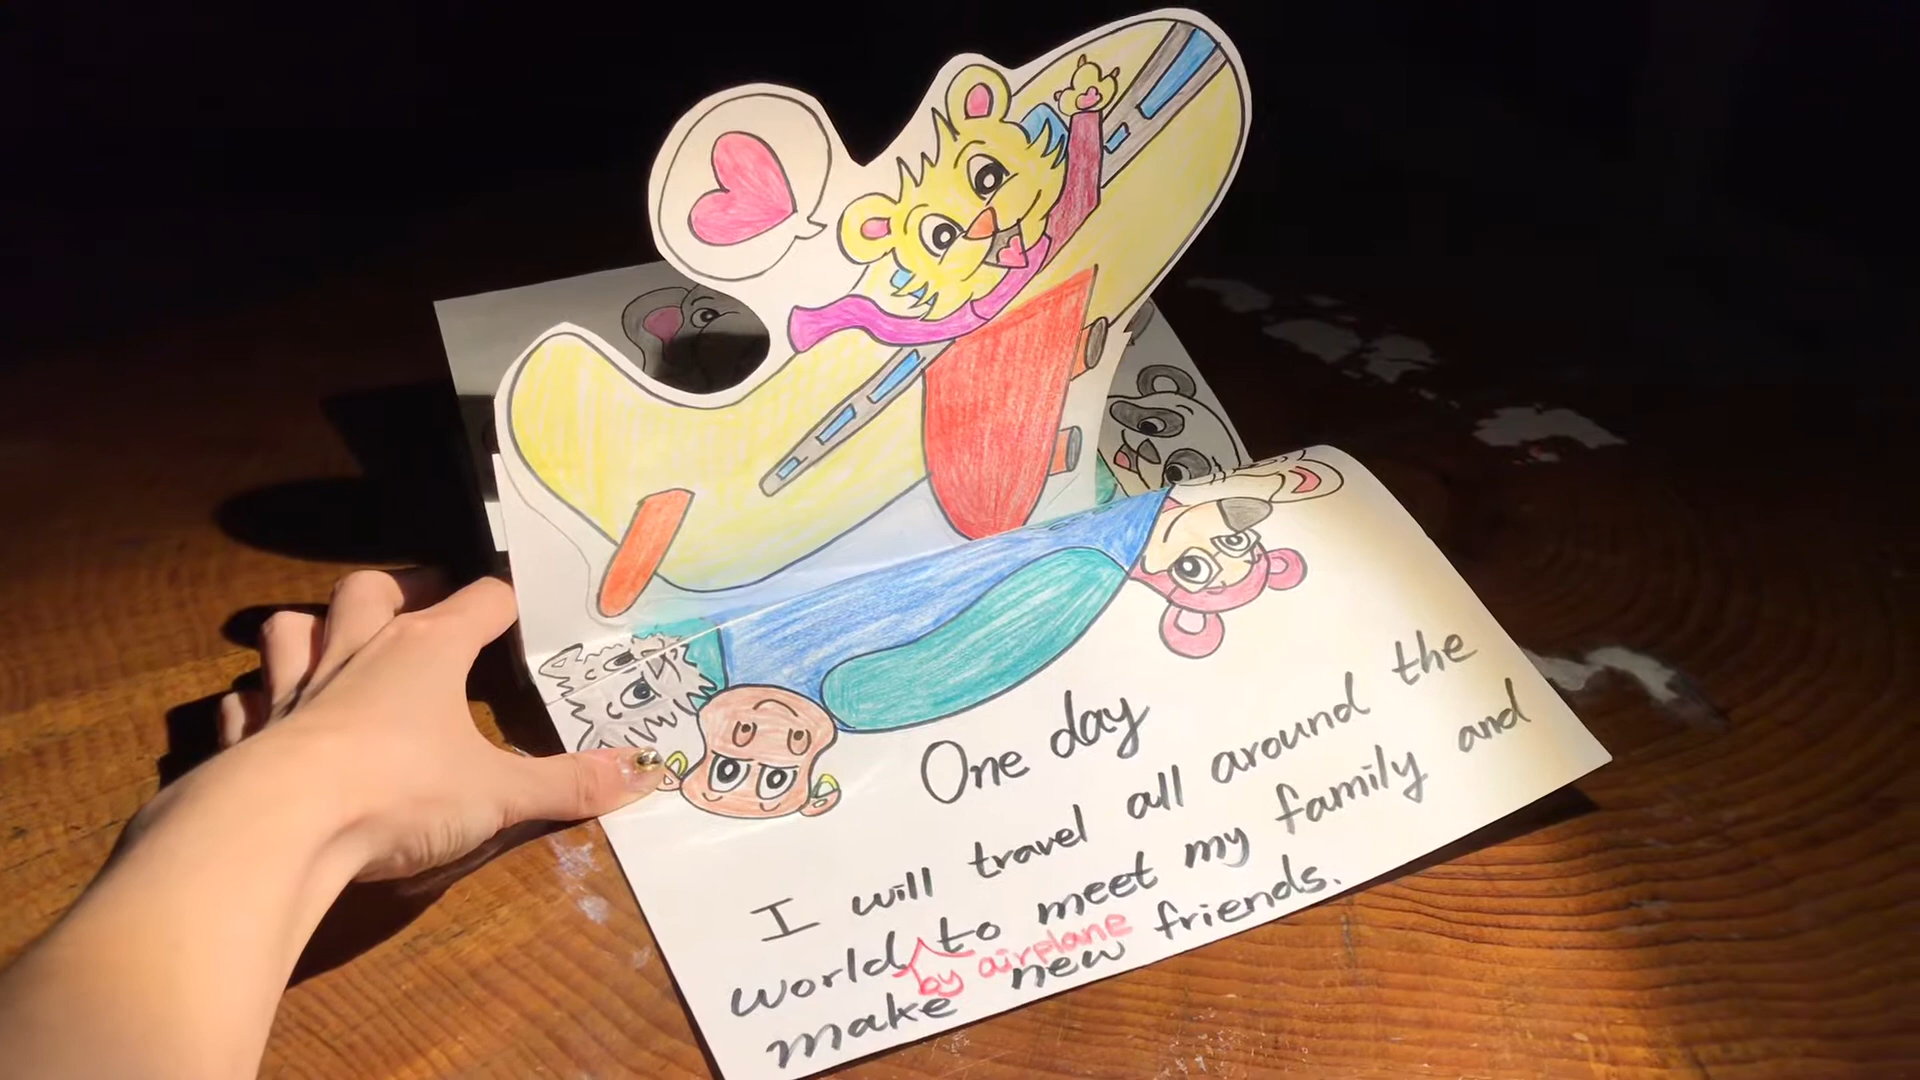 One day
I will travel all around the
world to meet my family and
by airplane
make new friends.